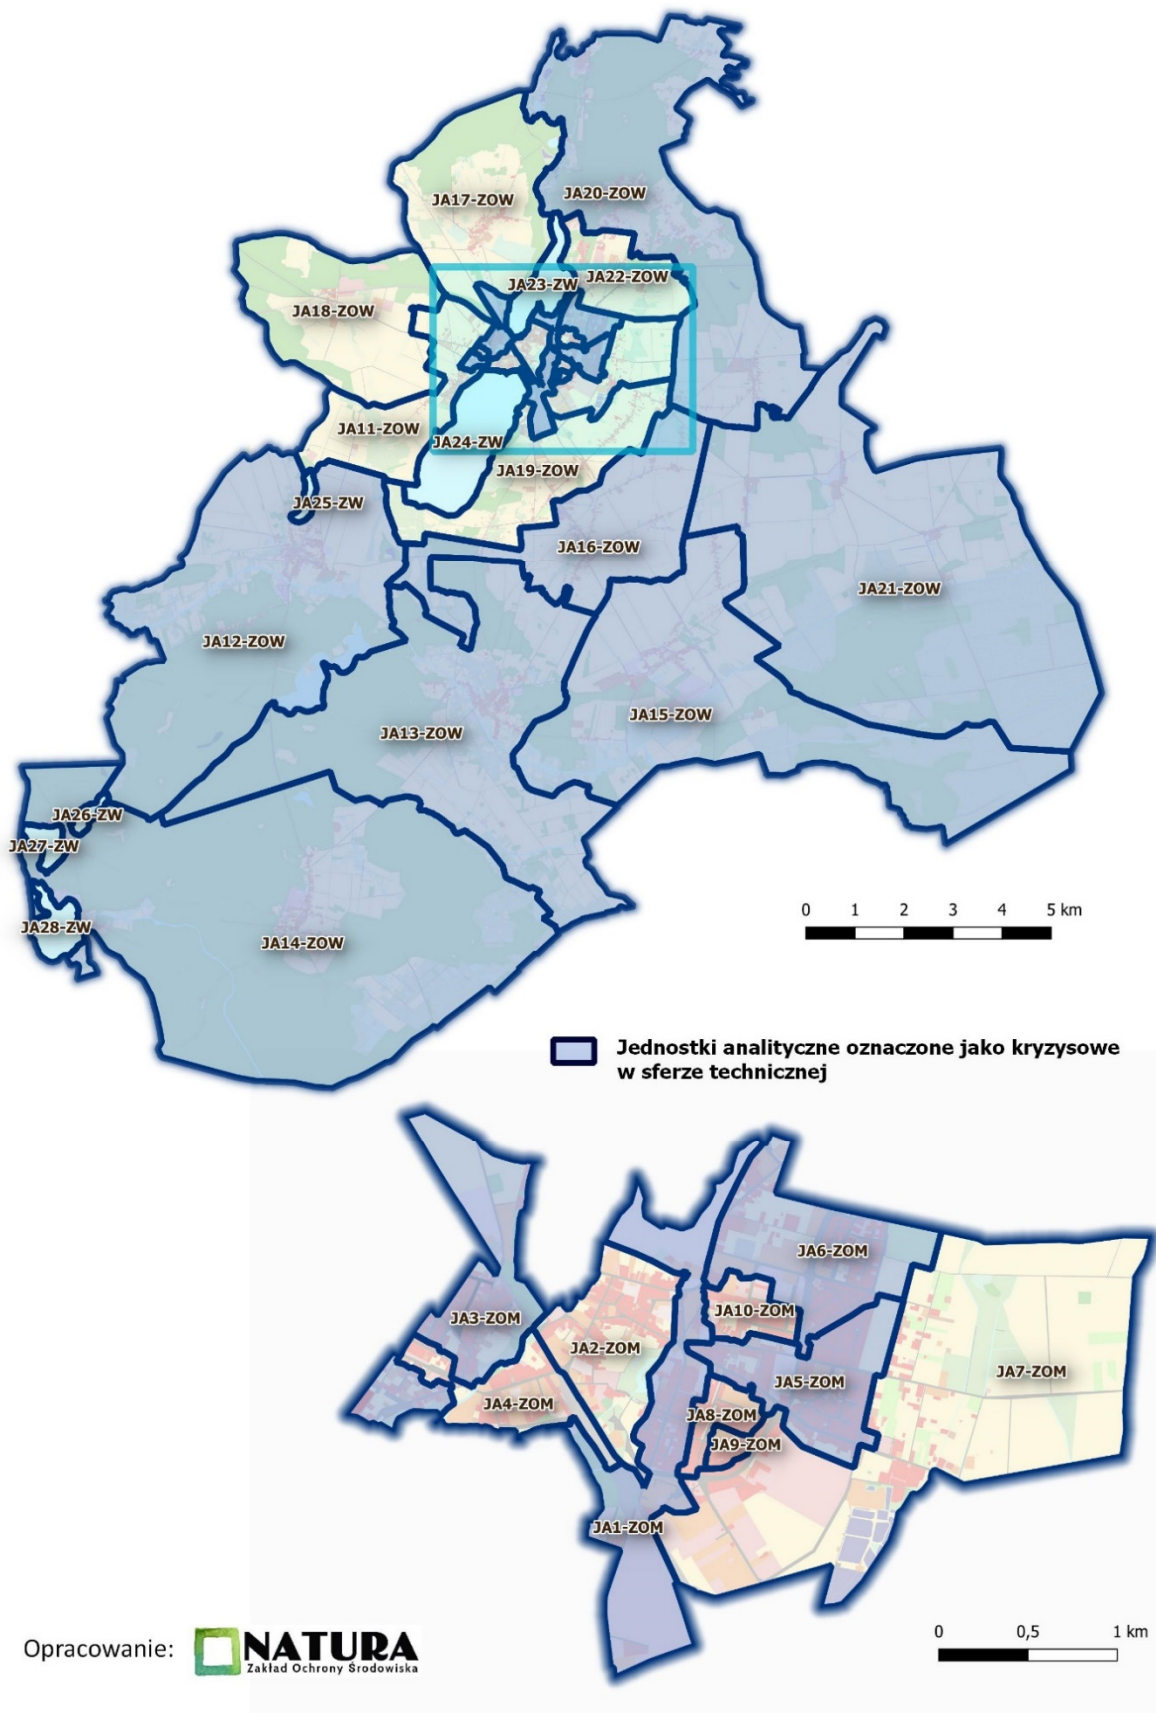 JA20-ZOW
JA17-ZOW
JA22-ZOW
JA23-ZW
JA18-ZOW
JA11-ZOW
JA24-ZW
JA19-ZOW
JA25-ZW
JA16-ZOW
JA21-ZOW
JA12-ZOW
JA15-ZOW
JA13-ZOW
JA26-ZW
JA27-ZW
JA28-ZW
JA14-ZOW
0 1 2 3 4 5 km
Jednostki analityczne oznaczone jako kryzysowe
w sferze technicznej
JA6-ZOM
JA10-ZOM
JA3-ZOM
JA2-ZOM
JA7-ZOM
JA5-ZOM
JA4-ZOM
JA8-ZOM
JA9-ZOM
JA1-ZOM
Opracowanie:
NATURA
Zakład Ochrony Środowiska
0 0,5 1 km